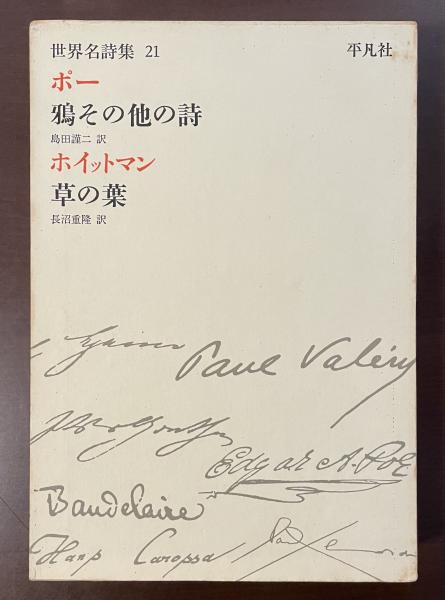 世界名詩集 21
平凡社
ポー
鴉その他の詩
島田謹二 訳
ホイットマン
草の葉
長沼重隆 訳
Paul Valéry
Edgar A. Poe
Baudelaire
Hans Carossa